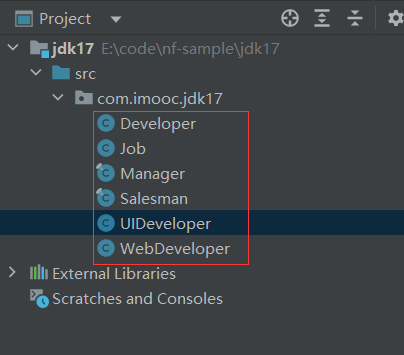 Project
jdk17 E:\code\nf-sample\jdk17
src
com.imooc.jdk17
Developer
Job
Manager
Salesman
UIDeveloper
WebDeveloper
External Libraries
Scratches and Consoles